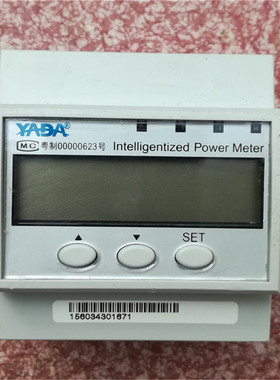 YADA®
MC 粤制00000623号 Intelligentized Power Meter
▲ ▼ SET
156034301671